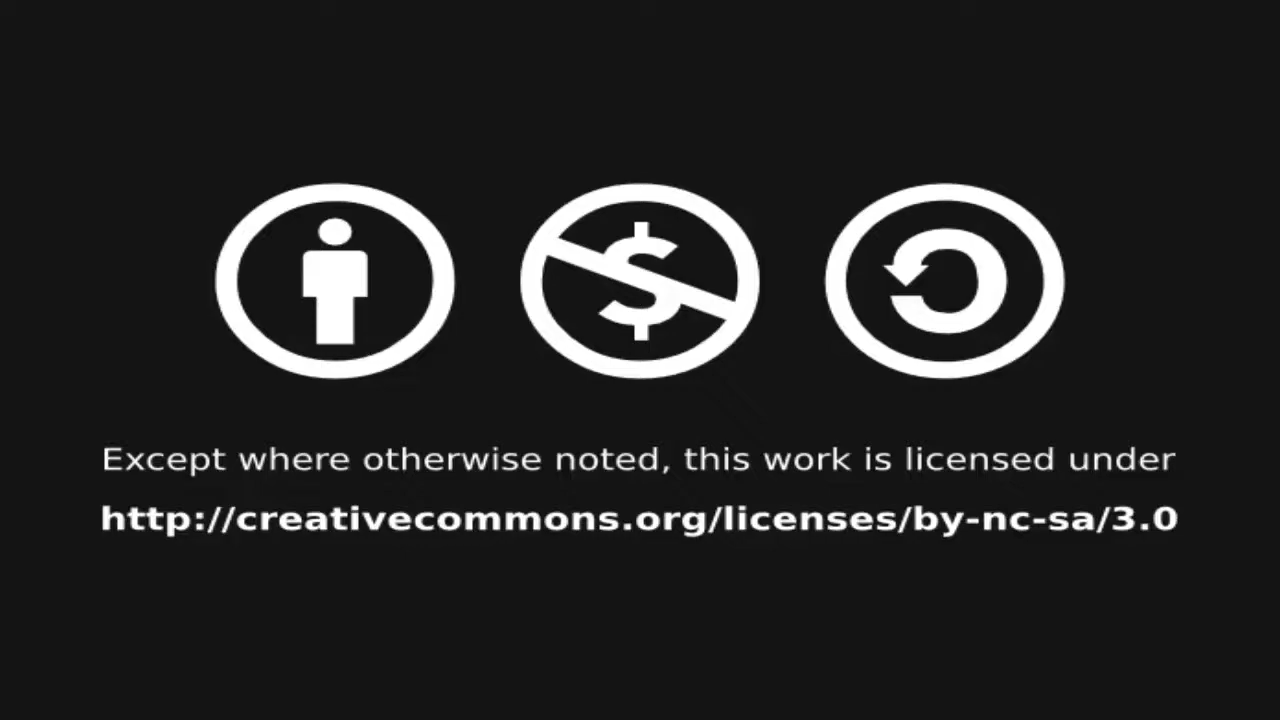 Except where otherwise noted, this work is licensed under
http://creativecommons.org/licenses/by-nc-sa/3.0